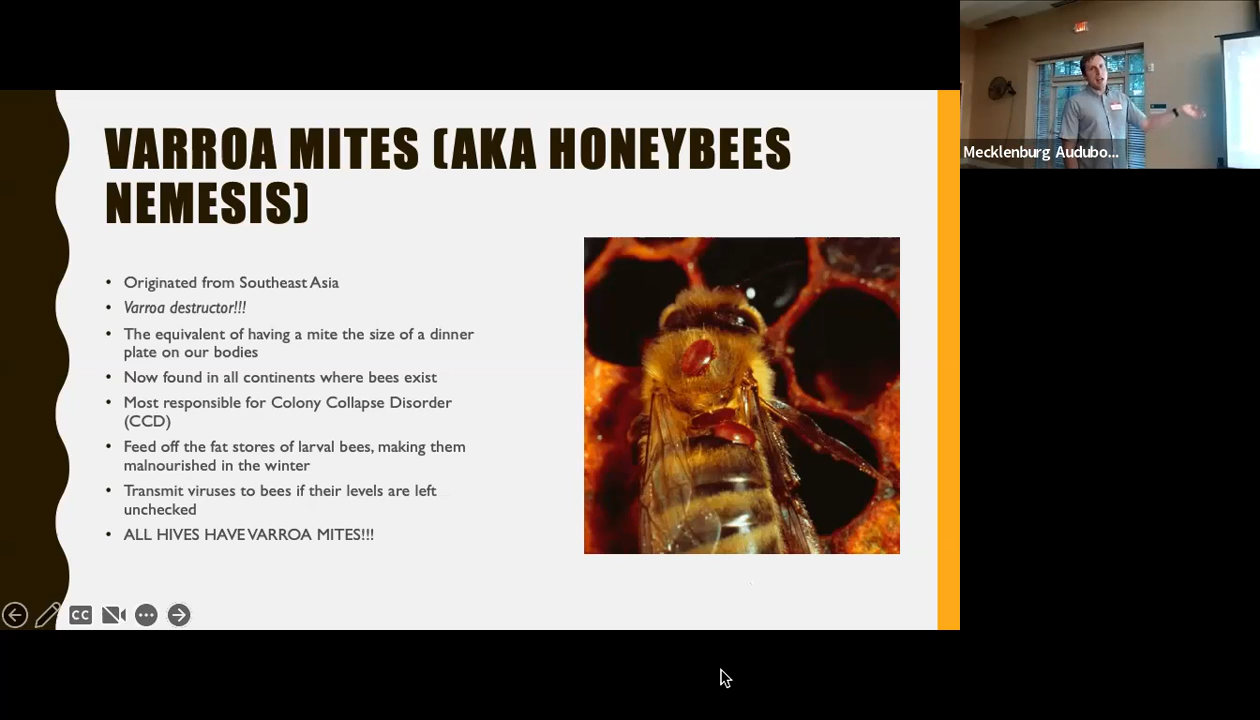 VARROA MITES (AKA HONEYBEES
NEMESIS)
• Originated from Southeast Asia
• Varroa destructor!!!
• The equivalent of having a mite the size of a dinner
plate on our bodies
• Now found in all continents where bees exist
• Most responsible for Colony Collapse Disorder
(CCD)
• Feed off the fat stores of larval bees, making them
malnourished in the winter
• Transmit viruses to bees if their levels are left
unchecked
• ALL HIVES HAVE VARROA MITES!!!
CC
EXIT
Mecklenburg Audubo...